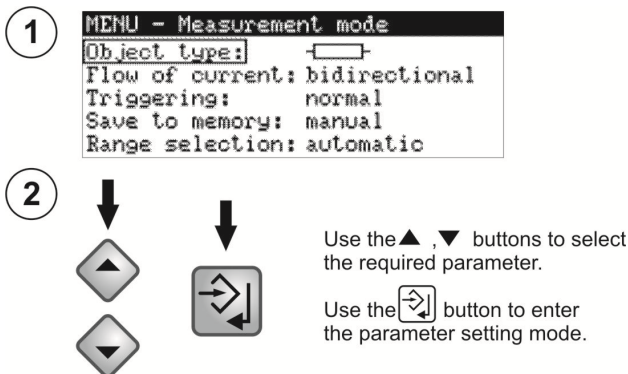 1
MENU - Measurement mode
Object type:
Flow of current: bidirectional
Triggering: normal
Save to memory: manual
Range selection: automatic
2
Use the ▲ ,▼ buttons to select
the required parameter.
Use the button to enter
the parameter setting mode.